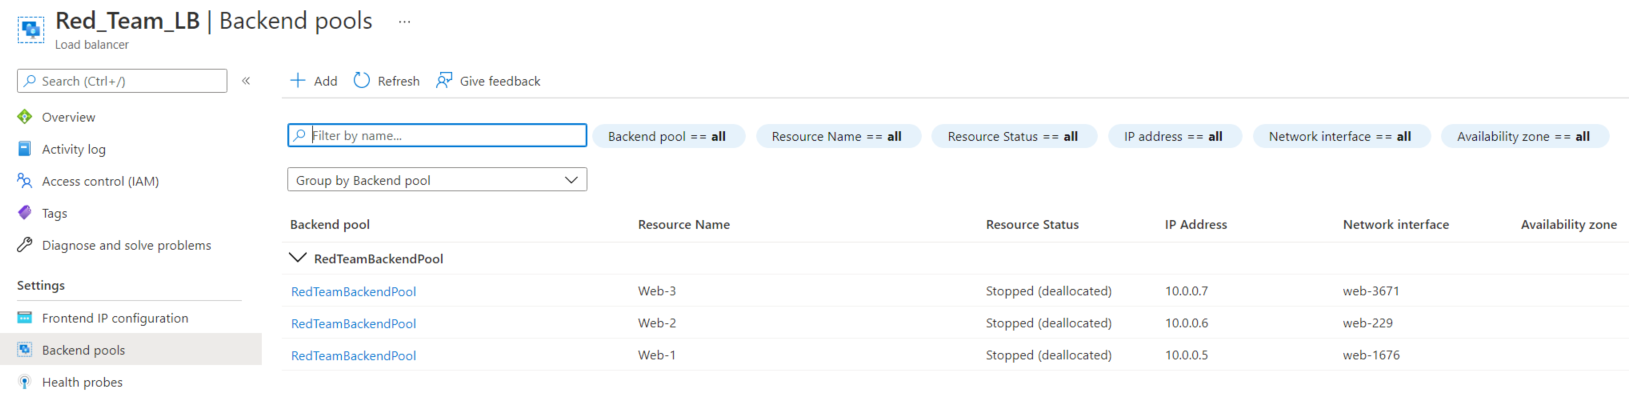 Red_Team_LB | Backend pools ...
Load balancer
Search (Ctrl+/) «
Overview
Activity log
Access control (IAM)
Tags
Diagnose and solve problems
Settings
Frontend IP configuration
Backend pools
Health probes
Add Refresh Give feedback
Filter by name... Backend pool == all Resource Name == all Resource Status == all IP address == all Network interface == all Availability zone == all
Group by Backend pool
Backend pool Resource Name Resource Status IP Address Network interface Availability zone
RedTeamBackendPool
RedTeamBackendPool Web-3 Stopped (deallocated) 10.0.0.7 web-3671
RedTeamBackendPool Web-2 Stopped (deallocated) 10.0.0.6 web-229
RedTeamBackendPool Web-1 Stopped (deallocated) 10.0.0.5 web-1676